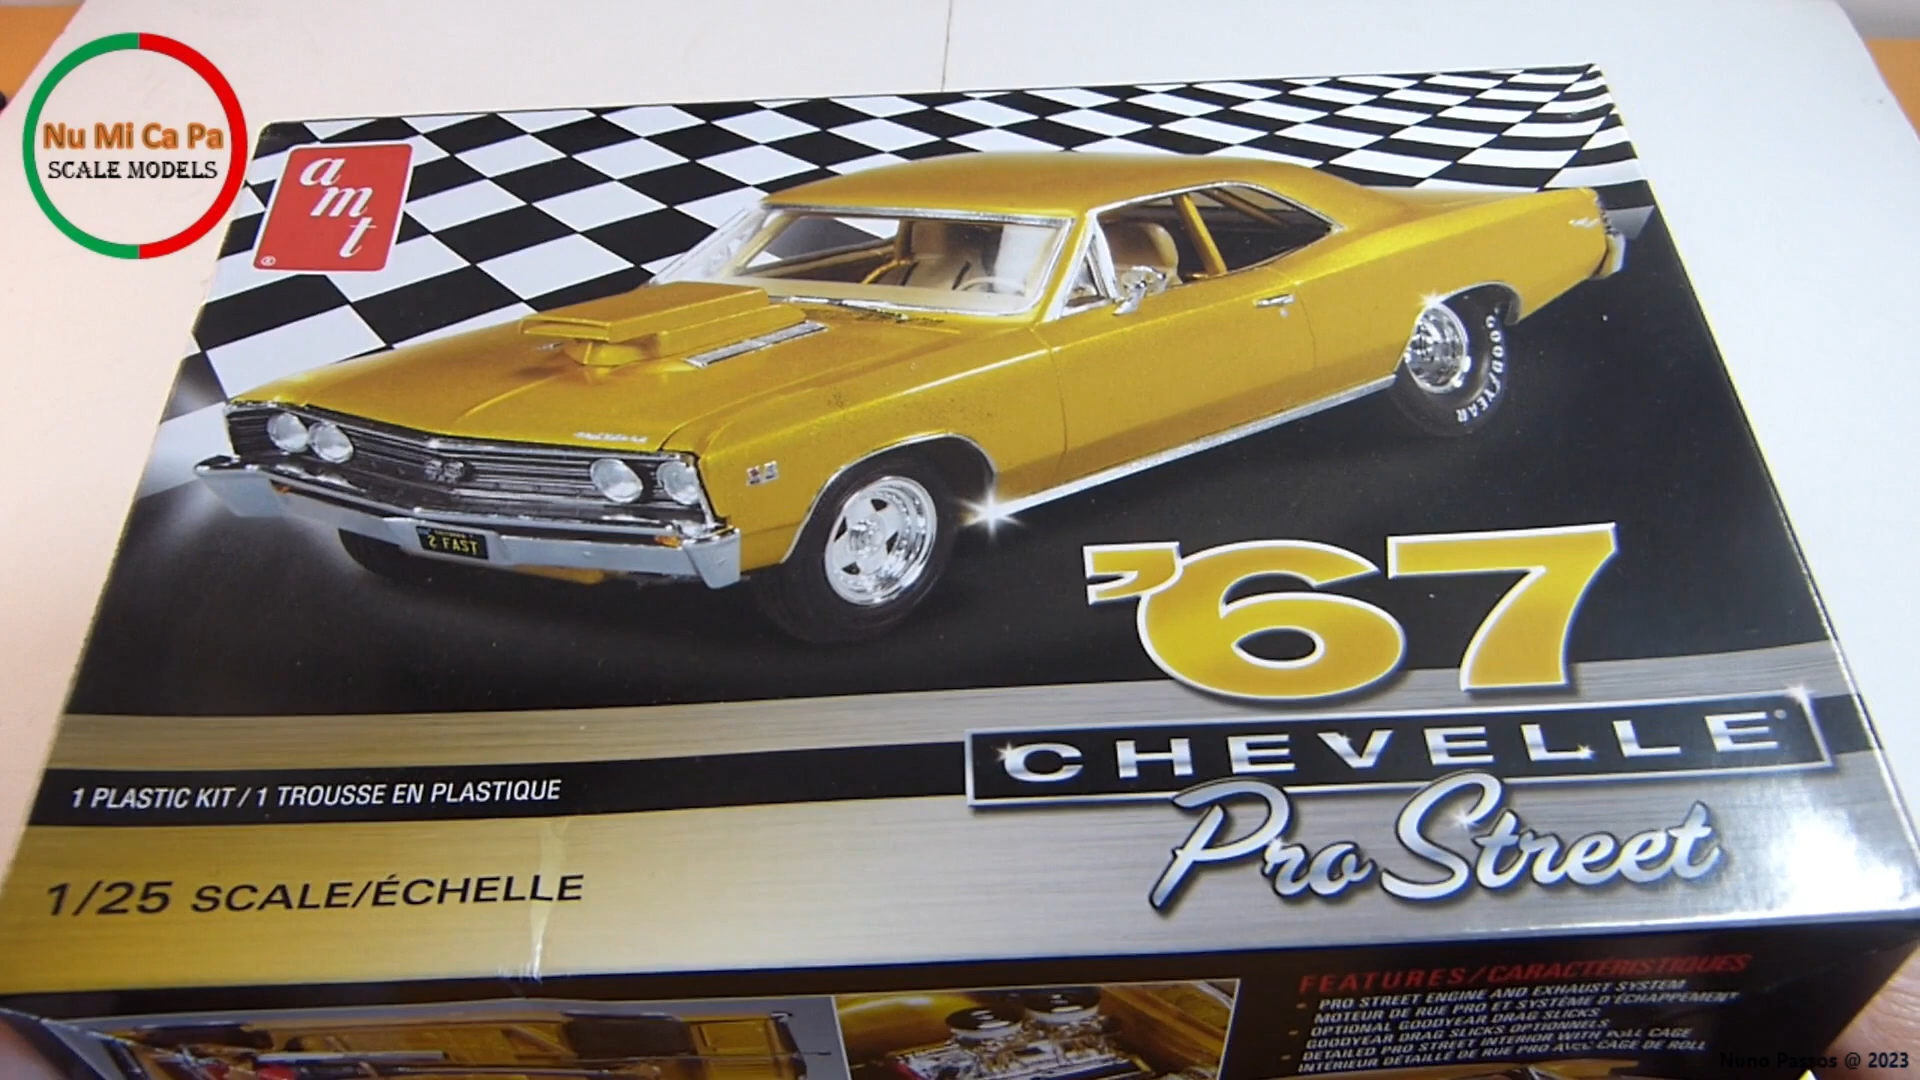 Nu Mi Ca Pa
SCALE MODELS
amt
®
GOODYEAR
2 FAST
'67
CHEVELLE
Pro Street
1 PLASTIC KIT / 1 TROUSSE EN PLASTIQUE
1/25 SCALE/ÉCHELLE
FEATURES/CARACTÉRISTIQUES
- PRO STREET ENGINE AND EXHAUST SYSTEM
MOTEUR DE RUE PRO ET SYSTÈME D'ÉCHAPPEMENT
- OPTIONAL GOODYEAR DRAG SLICKS
GOODYEAR DRAG SLICKS OPTIONNELS
- DETAILED PRO STREET INTERIOR WITH ROLL CAGE
INTÉRIEUR DÉTAILLÉ DE RUE PRO AVEC CAGE DE ROLL
Nuno Passos @ 2023